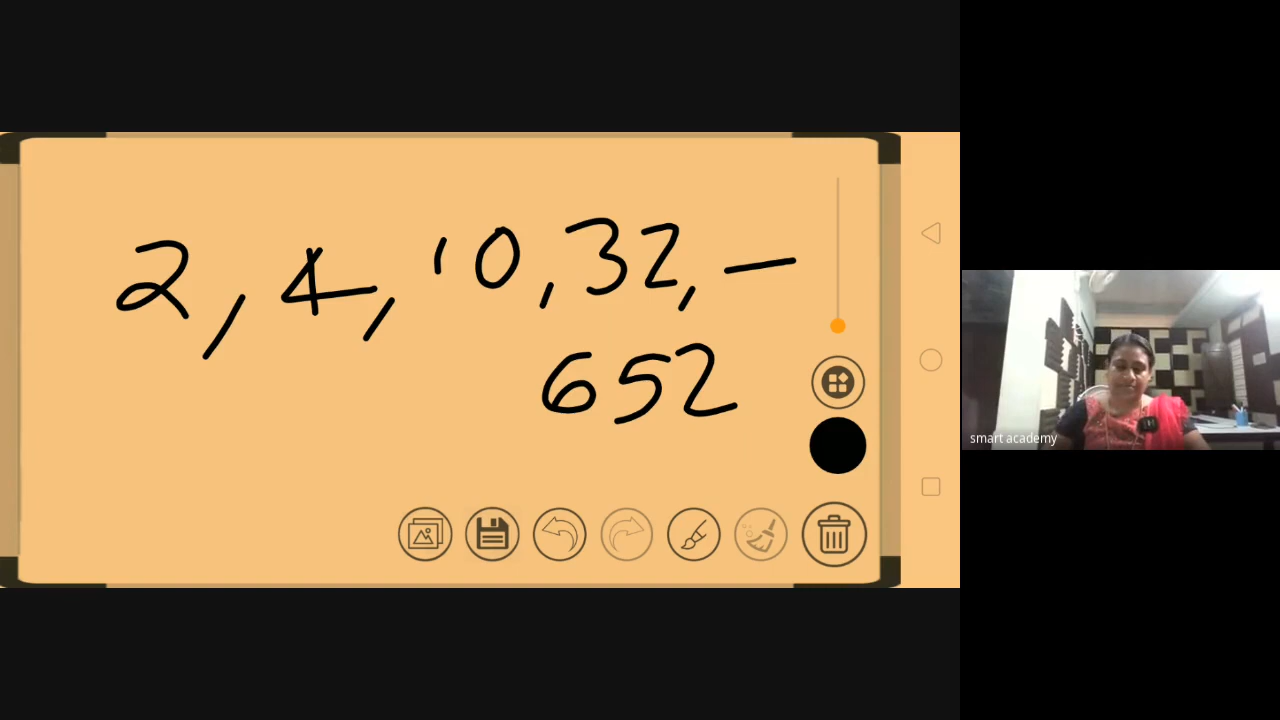 2, 4, 10, 32, –
652
smart academy